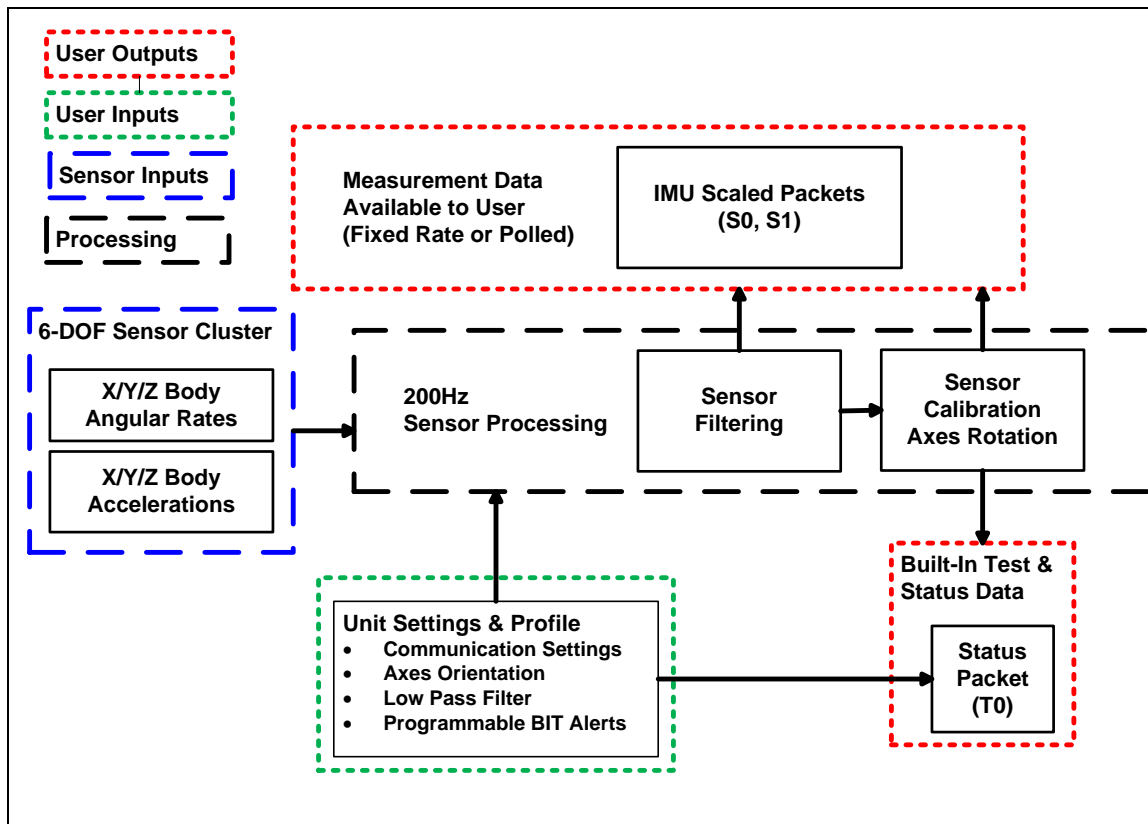 User Outputs
User Inputs
Sensor Inputs
Processing
Measurement Data
Available to User
(Fixed Rate or Polled)
IMU Scaled Packets
(S0, S1)
6-DOF Sensor Cluster
X/Y/Z Body
Angular Rates
X/Y/Z Body
Accelerations
200Hz
Sensor Processing
Sensor
Filtering
Sensor
Calibration
Axes Rotation
Unit Settings & Profile
• Communication Settings
• Axes Orientation
• Low Pass Filter
• Programmable BIT Alerts
Built-In Test &
Status Data
Status
Packet
(T0)